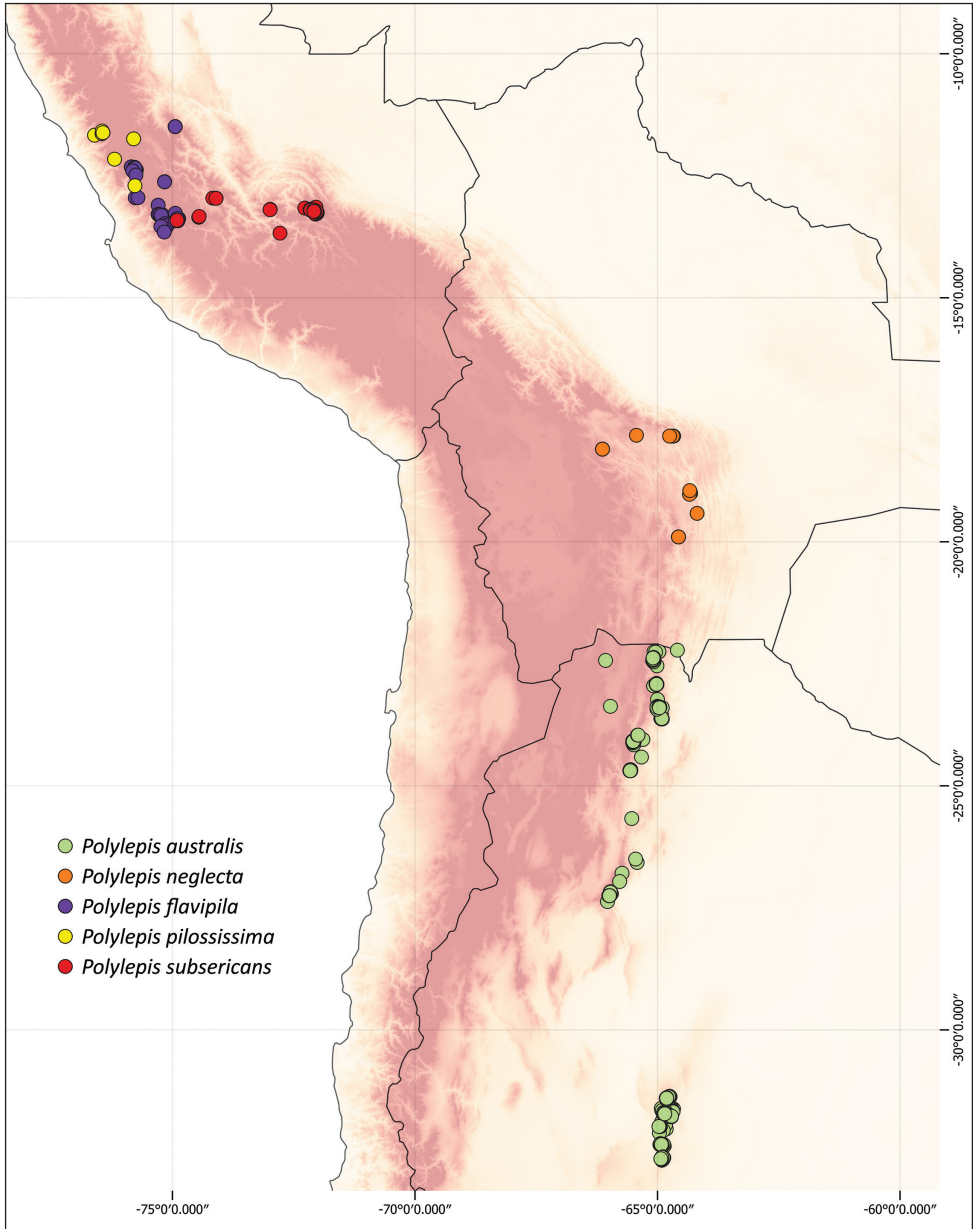 -10°0'0.000"
-15°0'0.000"
-20°0'0.000"
-25°0'0.000"
-30°0'0.000"
Polylepis australis
Polylepis neglecta
Polylepis flavipila
Polylepis pilossissima
Polylepis subsericans
-75°0'0.000"
-70°0'0.000"
-65°0'0.000"
-60°0'0.000"